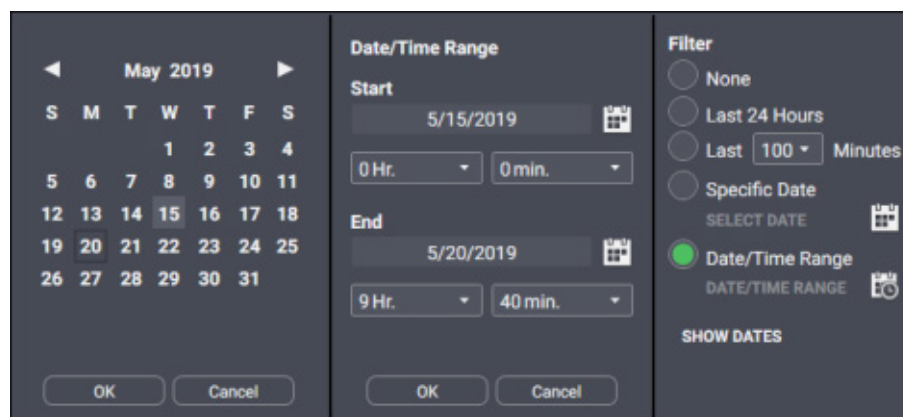 May 2019
S M T W T F S
1 2 3 4
5 6 7 8 9 10 11
12 13 14 15 16 17 18
19 20 21 22 23 24 25
26 27 28 29 30 31
OK Cancel
Date/Time Range
Start
5/15/2019
0 Hr. 0 min.
End
5/20/2019
9 Hr. 40 min.
OK Cancel
Filter
None
Last 24 Hours
Last 100 Minutes
Specific Date
SELECT DATE
Date/Time Range
DATE/TIME RANGE
SHOW DATES